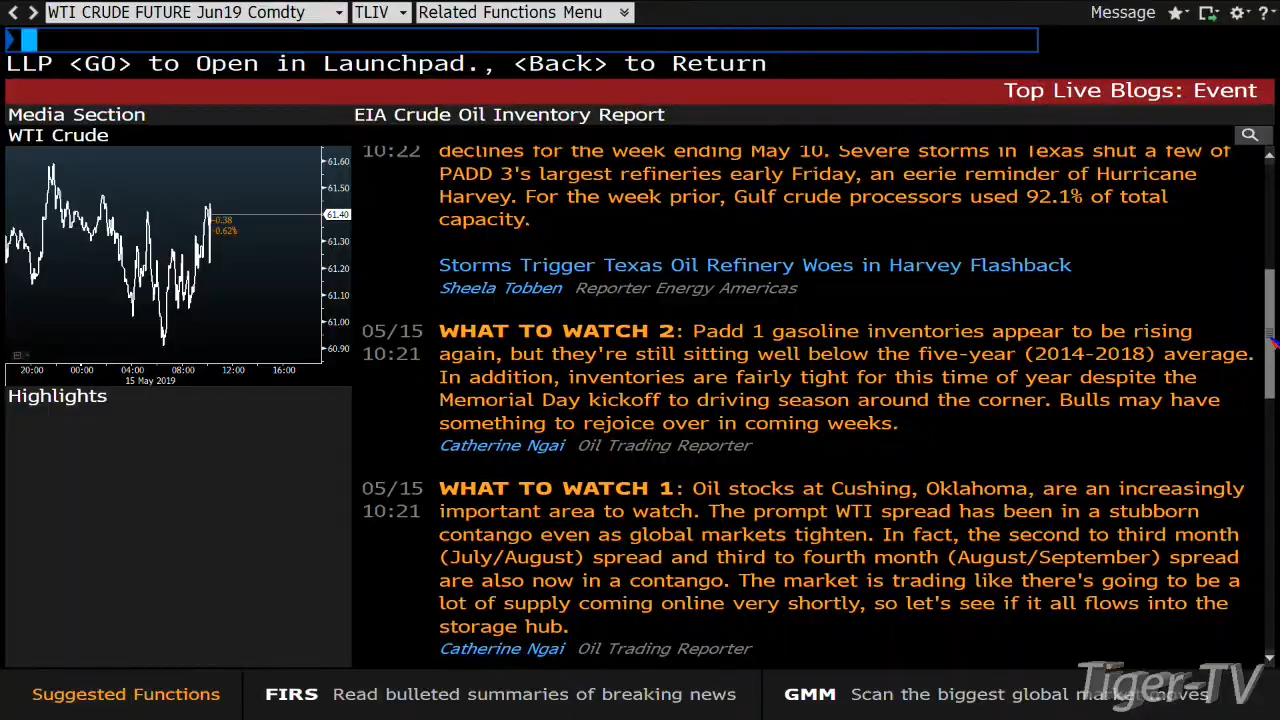 WTI CRUDE FUTURE Jun19 Comdty TLIV Related Functions Menu Message ?
LLP <GO> to Open in Launchpad., <Back> to Return
Top Live Blogs: Event
Media Section EIA Crude Oil Inventory Report
WTI Crude
61.60
61.50
61.40
-0.38
-0.62%
61.30
61.20
61.10
61.00
60.90
20:00 00:00 04:00 08:00 12:00 16:00
15 May 2019
Highlights
10:22 declines for the week ending May 10. Severe storms in Texas shut a few of
PADD 3's largest refineries early Friday, an eerie reminder of Hurricane
Harvey. For the week prior, Gulf crude processors used 92.1% of total
capacity.
Storms Trigger Texas Oil Refinery Woes in Harvey Flashback
Sheela Tobben Reporter Energy Americas
05/15 WHAT TO WATCH 2: Padd 1 gasoline inventories appear to be rising
10:21 again, but they're still sitting well below the five-year (2014-2018) average.
In addition, inventories are fairly tight for this time of year despite the
Memorial Day kickoff to driving season around the corner. Bulls may have
something to rejoice over in coming weeks.
Catherine Ngai Oil Trading Reporter
05/15 WHAT TO WATCH 1: Oil stocks at Cushing, Oklahoma, are an increasingly
10:21 important area to watch. The prompt WTI spread has been in a stubborn
contango even as global markets tighten. In fact, the second to third month
(July/August) spread and third to fourth month (August/September) spread
are also now in a contango. The market is trading like there's going to be a
lot of supply coming online very shortly, so let's see if it all flows into the
storage hub.
Catherine Ngai Oil Trading Reporter
Suggested Functions FIRS Read bulleted summaries of breaking news GMM Scan the biggest global market moves
Tiger-TV